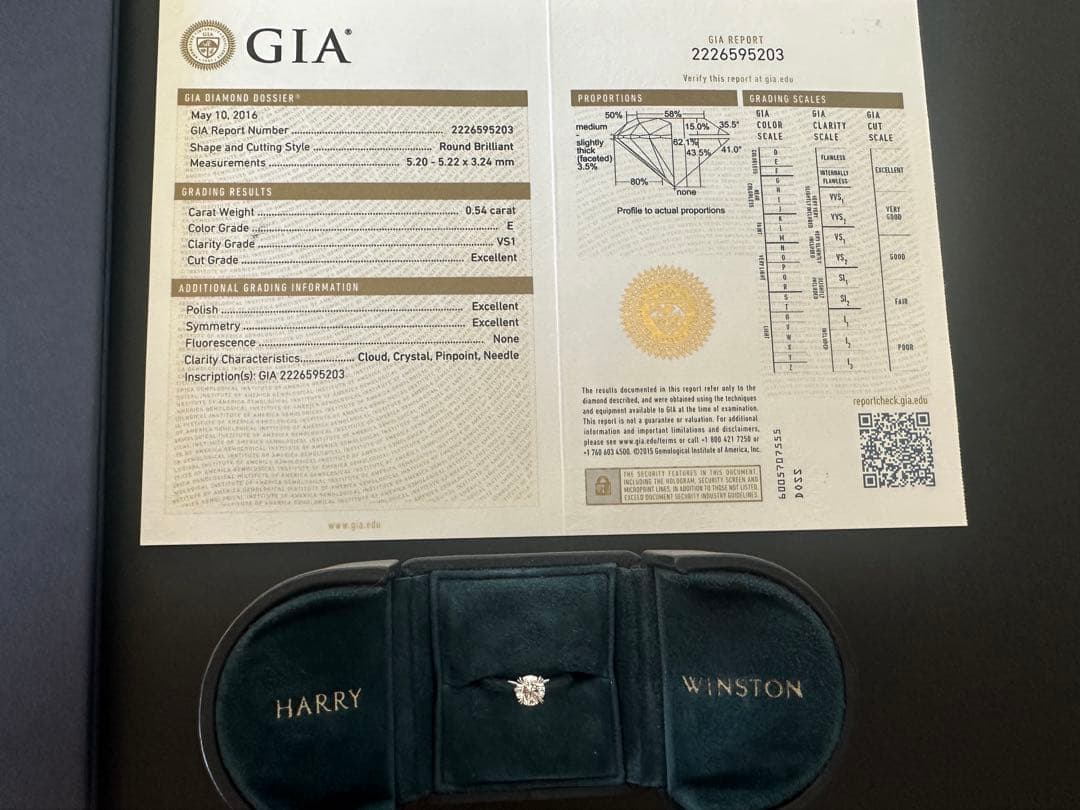 GIA®
GIA DIAMOND DOSSIER®
May 10, 2016
GIA Report Number ................ 2226595203
Shape and Cutting Style ................ Round Brilliant
Measurements ................ 5.20 - 5.22 x 3.24 mm
GRADING RESULTS
Carat Weight ................ 0.54 carat
Color Grade ................ E
Clarity Grade ................ VS1
Cut Grade ................ Excellent
ADDITIONAL GRADING INFORMATION
Polish ................ Excellent
Symmetry ................ Excellent
Fluorescence ................ None
Clarity Characteristics ................ Cloud, Crystal, Pinpoint, Needle
Inscription(s): GIA 2226595203
www.gia.edu
GIA REPORT
2226595203
Verify this report at gia.edu
PROPORTIONS
50%
58%
medium
-
slightly
thick
(faceted)
3.5%
15.0%
35.5°
62.1%
43.5%
41.0°
80%
none
Profile to actual proportions
GRADING SCALES
GIA
COLOR
SCALE
GIA
CLARITY
SCALE
GIA
CUT
SCALE
D
E
F
G
H
I
J
K
L
M
N
O
P
Q
R
S
T
U
V
W
X
Y
Z
FLAWLESS
INTERNALLY
FLAWLESS
VVS1
VVS2
VS1
VS2
SI1
SI2
I1
I2
I3
EXCELLENT
VERY
GOOD
GOOD
FAIR
POOR
The results documented in this report refer only to the
diamond described, and were obtained using the techniques
and equipment available to GIA at the time of examination.
This report is not a guarantee or valuation. For additional
information and important limitations and disclaimers,
please see www.gia.edu/terms or call +1 800 421 7250 or
+1 760 603 4500. ©2015 Gemological Institute of America, Inc.
THE SECURITY FEATURES IN THIS DOCUMENT,
INCLUDING THE HOLOGRAM, SECURITY SCREEN AND
MICROPRINT LINES, IN ADDITION TO THOSE NOT LISTED,
EXCEED DOCUMENT SECURITY INDUSTRY GUIDELINES.
6005707555
DOSS
reportcheck.gia.edu
HARRY
WINSTON